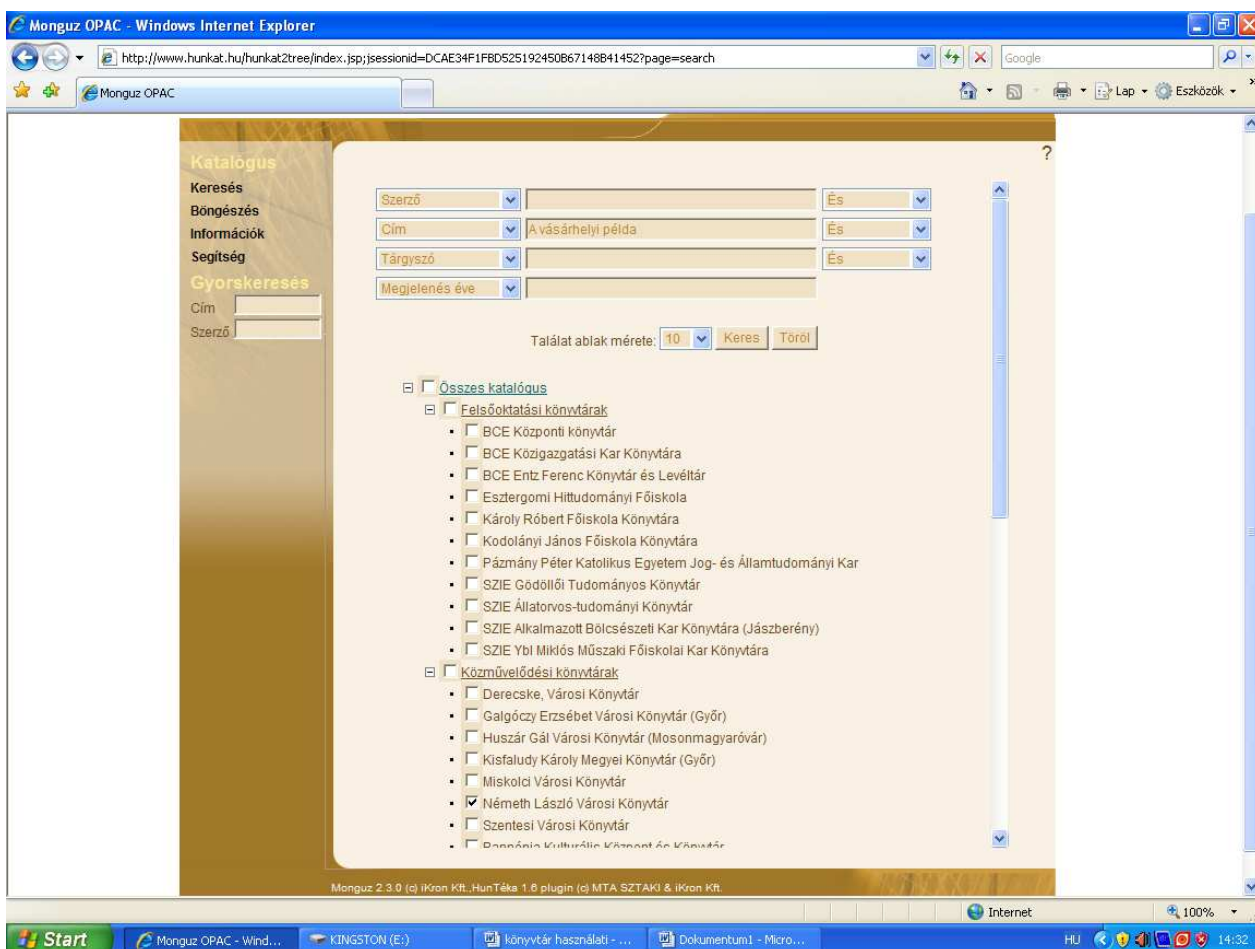 Monguz OPAC - Windows Internet Explorer
http://www.hunkat.hu/hunkat2tree/index.jsp;jsessionid=DCAE34F1FBD525192450B67148B41452?page=search
Google
Monguz OPAC
Lap
Eszközök
?
Katalógus
Keresés
Böngészés
Információk
Segítség
Gyorskeresés
Cím
Szerző
Szerző És
Cím A vásárhelyi példa És
Tárgyszó És
Megjelenés éve
Találat ablak mérete: 10 Keres Töröl
Összes katalógus
Felsőoktatási könyvtárak
BCE Központi könyvtár
BCE Közigazgatási Kar Könyvtára
BCE Entz Ferenc Könyvtár és Levéltár
Esztergomi Hittudományi Főiskola
Károly Róbert Főiskola Könyvtára
Kodolányi János Főiskola Könyvtára
Pázmány Péter Katolikus Egyetem Jog- és Államtudományi Kar
SZIE Gödöllői Tudományos Könyvtár
SZIE Állatorvos-tudományi Könyvtár
SZIE Alkalmazott Bölcsészeti Kar Könyvtára (Jászberény)
SZIE Ybl Miklós Műszaki Főiskolai Kar Könyvtára
Közművelődési könyvtárak
Derecske, Városi Könyvtár
Galgóczy Erzsébet Városi Könyvtár (Győr)
Huszár Gál Városi Könyvtár (Mosonmagyaróvár)
Kisfaludy Károly Megyei Könyvtár (Győr)
Miskolci Városi Könyvtár
Németh László Városi Könyvtár
Szentesi Városi Könyvtár
Pannónia Kulturális Központ és Könyvtár
Monguz 2.3.0 (c) iKron Kft.,HunTéka 1.6 plugin (c) MTA SZTAKI & iKron Kft.
Internet
100%
Start
Monguz OPAC - Wind...
KINGSTON (E:)
könyvtár használati - ...
Dokumentum1 - Micro...
HU
14:32